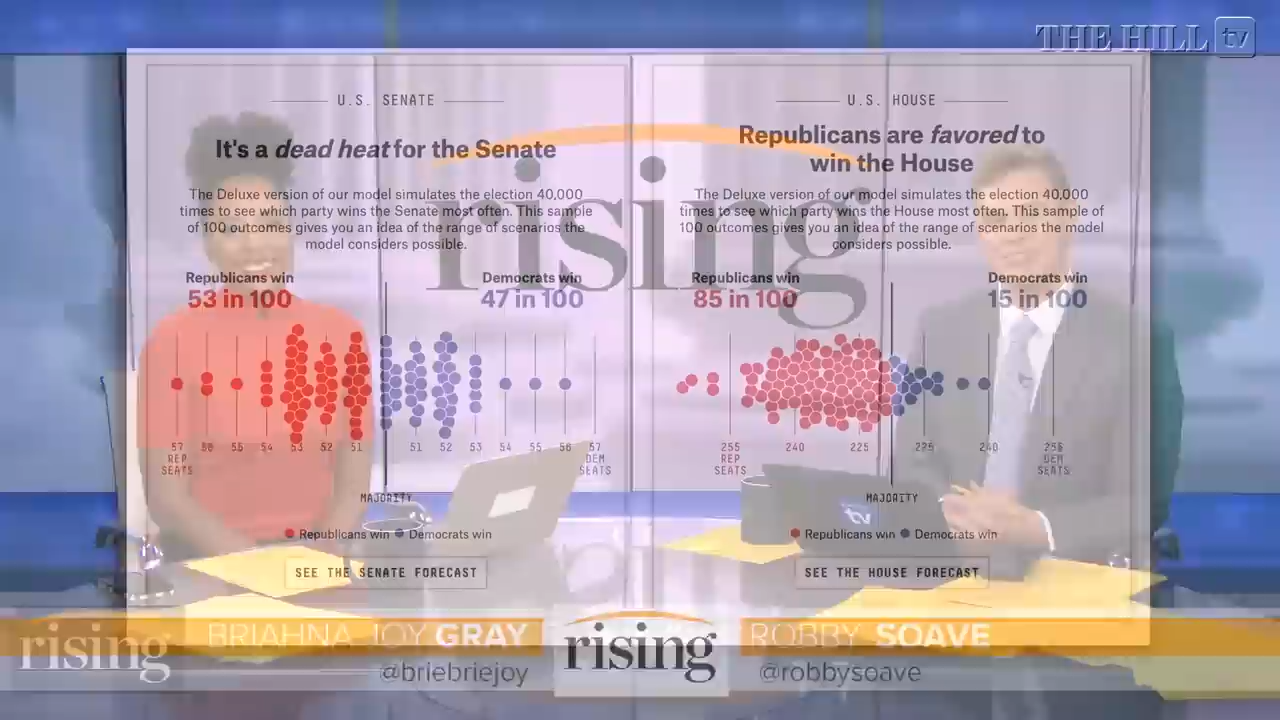 THE HILL tv
U.S. SENATE
It's a dead heat for the Senate
The Deluxe version of our model simulates the election 40,000
times to see which party wins the Senate most often. This sample
of 100 outcomes gives you an idea of the range of scenarios the
model considers possible.
Republicans win
53 in 100
Democrats win
47 in 100
57 56 55 54 53 52 51 51 52 53 54 55 56 57
REP DEM
SEATS SEATS
MAJORITY
Republicans win Democrats win
SEE THE SENATE FORECAST
U.S. HOUSE
Republicans are favored to
win the House
The Deluxe version of our model simulates the election 40,000
times to see which party wins the House most often. This sample of
100 outcomes gives you an idea of the range of scenarios the model
considers possible.
Republicans win
85 in 100
Democrats win
15 in 100
255 240 225 225 240 255
REP DEM
SEATS SEATS
MAJORITY
Republicans win Democrats win
SEE THE HOUSE FORECAST
rising
tv
rising
BRIAHNA JOY GRAY
@briebriejoy
rising
ROBBY SOAVE
@robbysoave